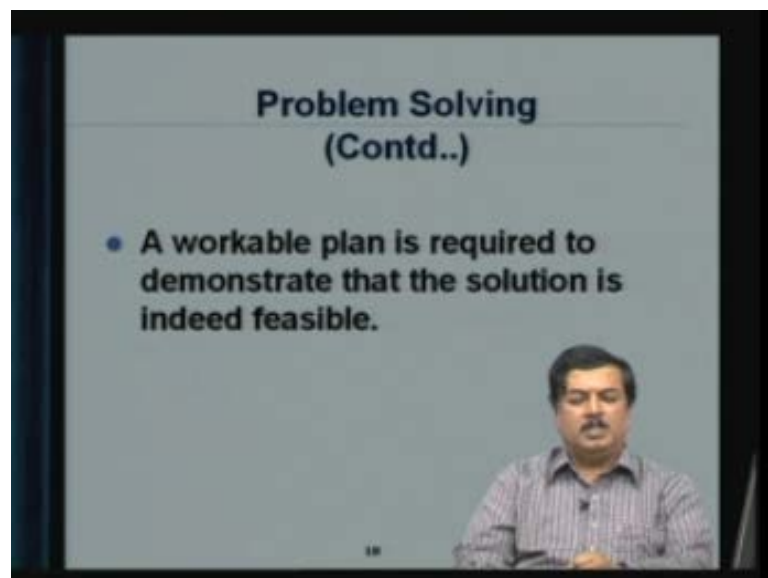 Problem Solving
(Contd..)
• A workable plan is required to
demonstrate that the solution is
indeed feasible.